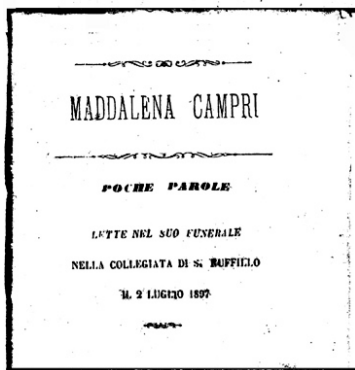 MADDALENA CAMPRI
POCHE PAROLE
LETTE NEL SUO FUNERALE
NELLA COLLEGIATA DI S. RUFFILLO
IL 2 LUGLIO 1897